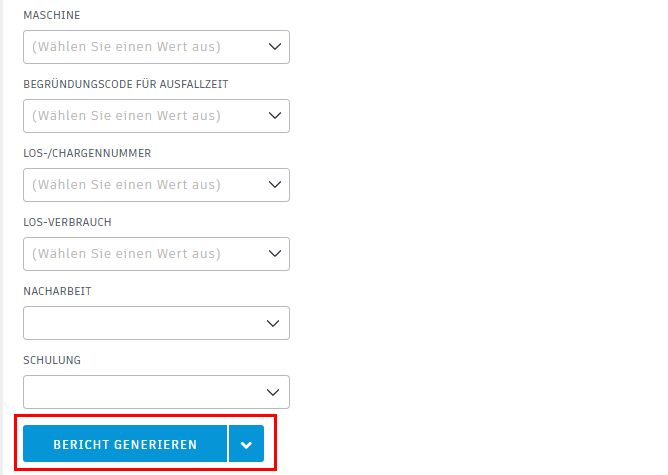 MASCHINE
(Wählen Sie einen Wert aus)
BEGRÜNDUNGSCODE FÜR AUSFALLZEIT
(Wählen Sie einen Wert aus)
LOS-/CHARGENNUMMER
(Wählen Sie einen Wert aus)
LOS-VERBRAUCH
(Wählen Sie einen Wert aus)
NACHARBEIT
SCHULUNG
BERICHT GENERIEREN